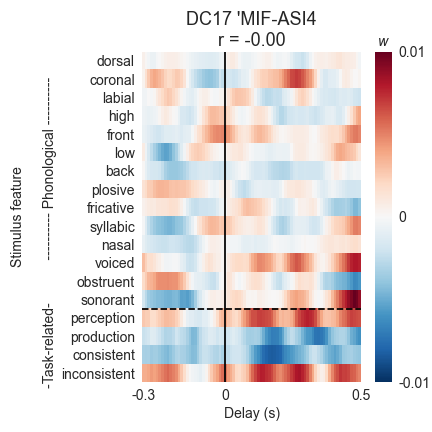 DC17 'MIF-ASI4
r = -0.00
w
dorsal
coronal
labial
high
front
low
back
plosive
fricative
syllabic
nasal
voiced
obstruent
sonorant
perception
production
consistent
inconsistent
Stimulus feature
-Task-related- ----------- Phonological ----------
0.01
0
-0.01
-0.3 0 0.5
Delay (s)